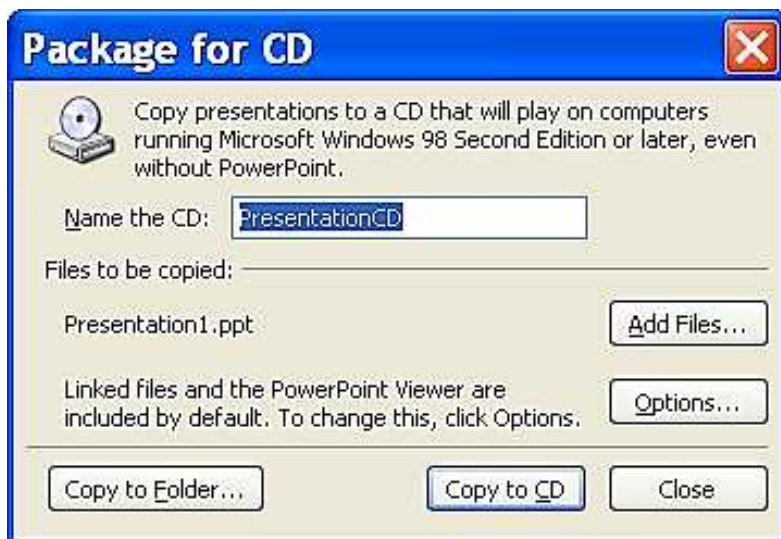 Package for CD
Copy presentations to a CD that will play on computers
running Microsoft Windows 98 Second Edition or later, even
without PowerPoint.
Name the CD: PresentationCD
Files to be copied:
Presentation1.ppt
Add Files...
Linked files and the PowerPoint Viewer are
included by default. To change this, click Options.
Options...
Copy to Folder...
Copy to CD
Close